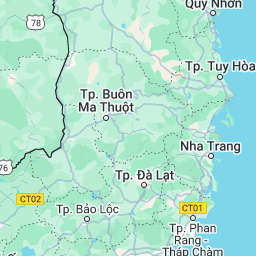 Quy Nhơn
78
Tp. Tuy Hòa
Tp. Buôn
Ma Thuột
Nha Trang
76
Tp. Đà Lạt
CT02
CT01
Tp. Bảo Lộc
Tp. Phan
Rang -
Tháp Chàm